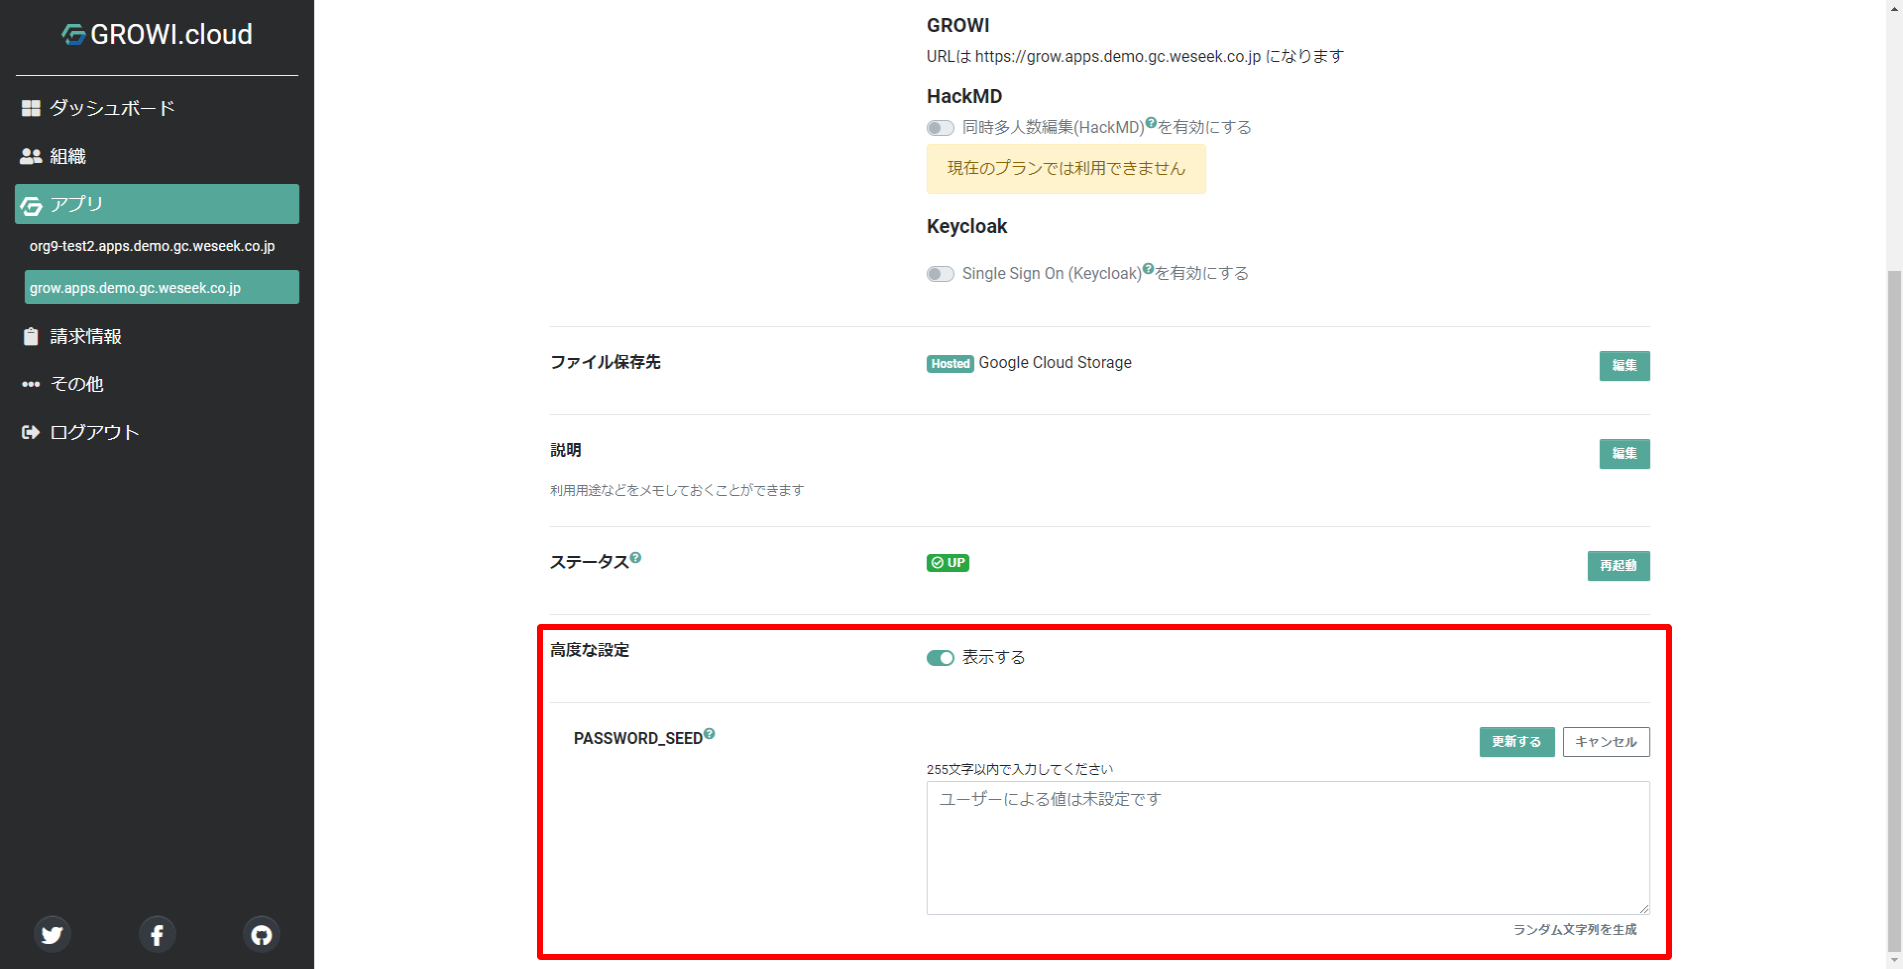 GROWI.cloud
ダッシュボード
組織
アプリ
org9-test2.apps.demo.gc.weseek.co.jp
grow.apps.demo.gc.weseek.co.jp
請求情報
その他
ログアウト
GROWI
URLは https://grow.apps.demo.gc.weseek.co.jp になります
HackMD
同時多人数編集(HackMD)?を有効にする
現在のプランでは利用できません
Keycloak
Single Sign On (Keycloak)?を有効にする
ファイル保存先
Hosted Google Cloud Storage
編集
説明
編集
利用用途などをメモしておくことができます
ステータス?
UP
再起動
高度な設定
表示する
PASSWORD_SEED?
更新する
キャンセル
255文字以内で入力してください
ユーザーによる値は未設定です
ランダム文字列を生成